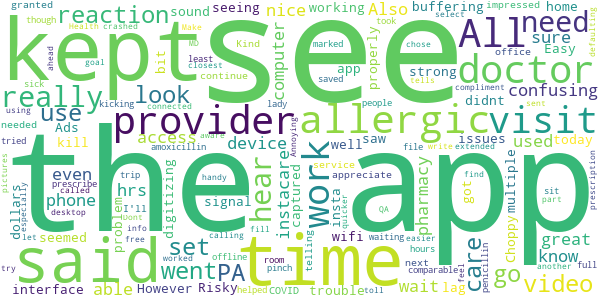 kept see
the app
said time
provider allergic visit
All need doctor
reaction sound nice seeing working buffering home
granted Health crashed Make Kind
Also impressed select
took app
sure office Easy
ahead goal MD
closest least marked chose
tells properly saved defaulting
sick continue
really look strong confusing
bit computer
needed using use
Ads access device didnt
kicking connected lady people
aware Annoying
hear work
tried amoxicillin well saw issues used today
kill service file write sent
even digitizing instacare insta captured appreciate
pharmacy multiple extended prescription
pictures prescribe trip handy
hrs signal
called I'll phone
dollars desktop info problem
especially Dont free
wifi QA find sit part
quicker got Choppy
great know
care go video
let seemed set PA
calling fill telling waiting easier hours
penicillin feel
offline
went room next wait lag
try interface able However Risky
worked helped pinch COVID trouble toll
comparable another full